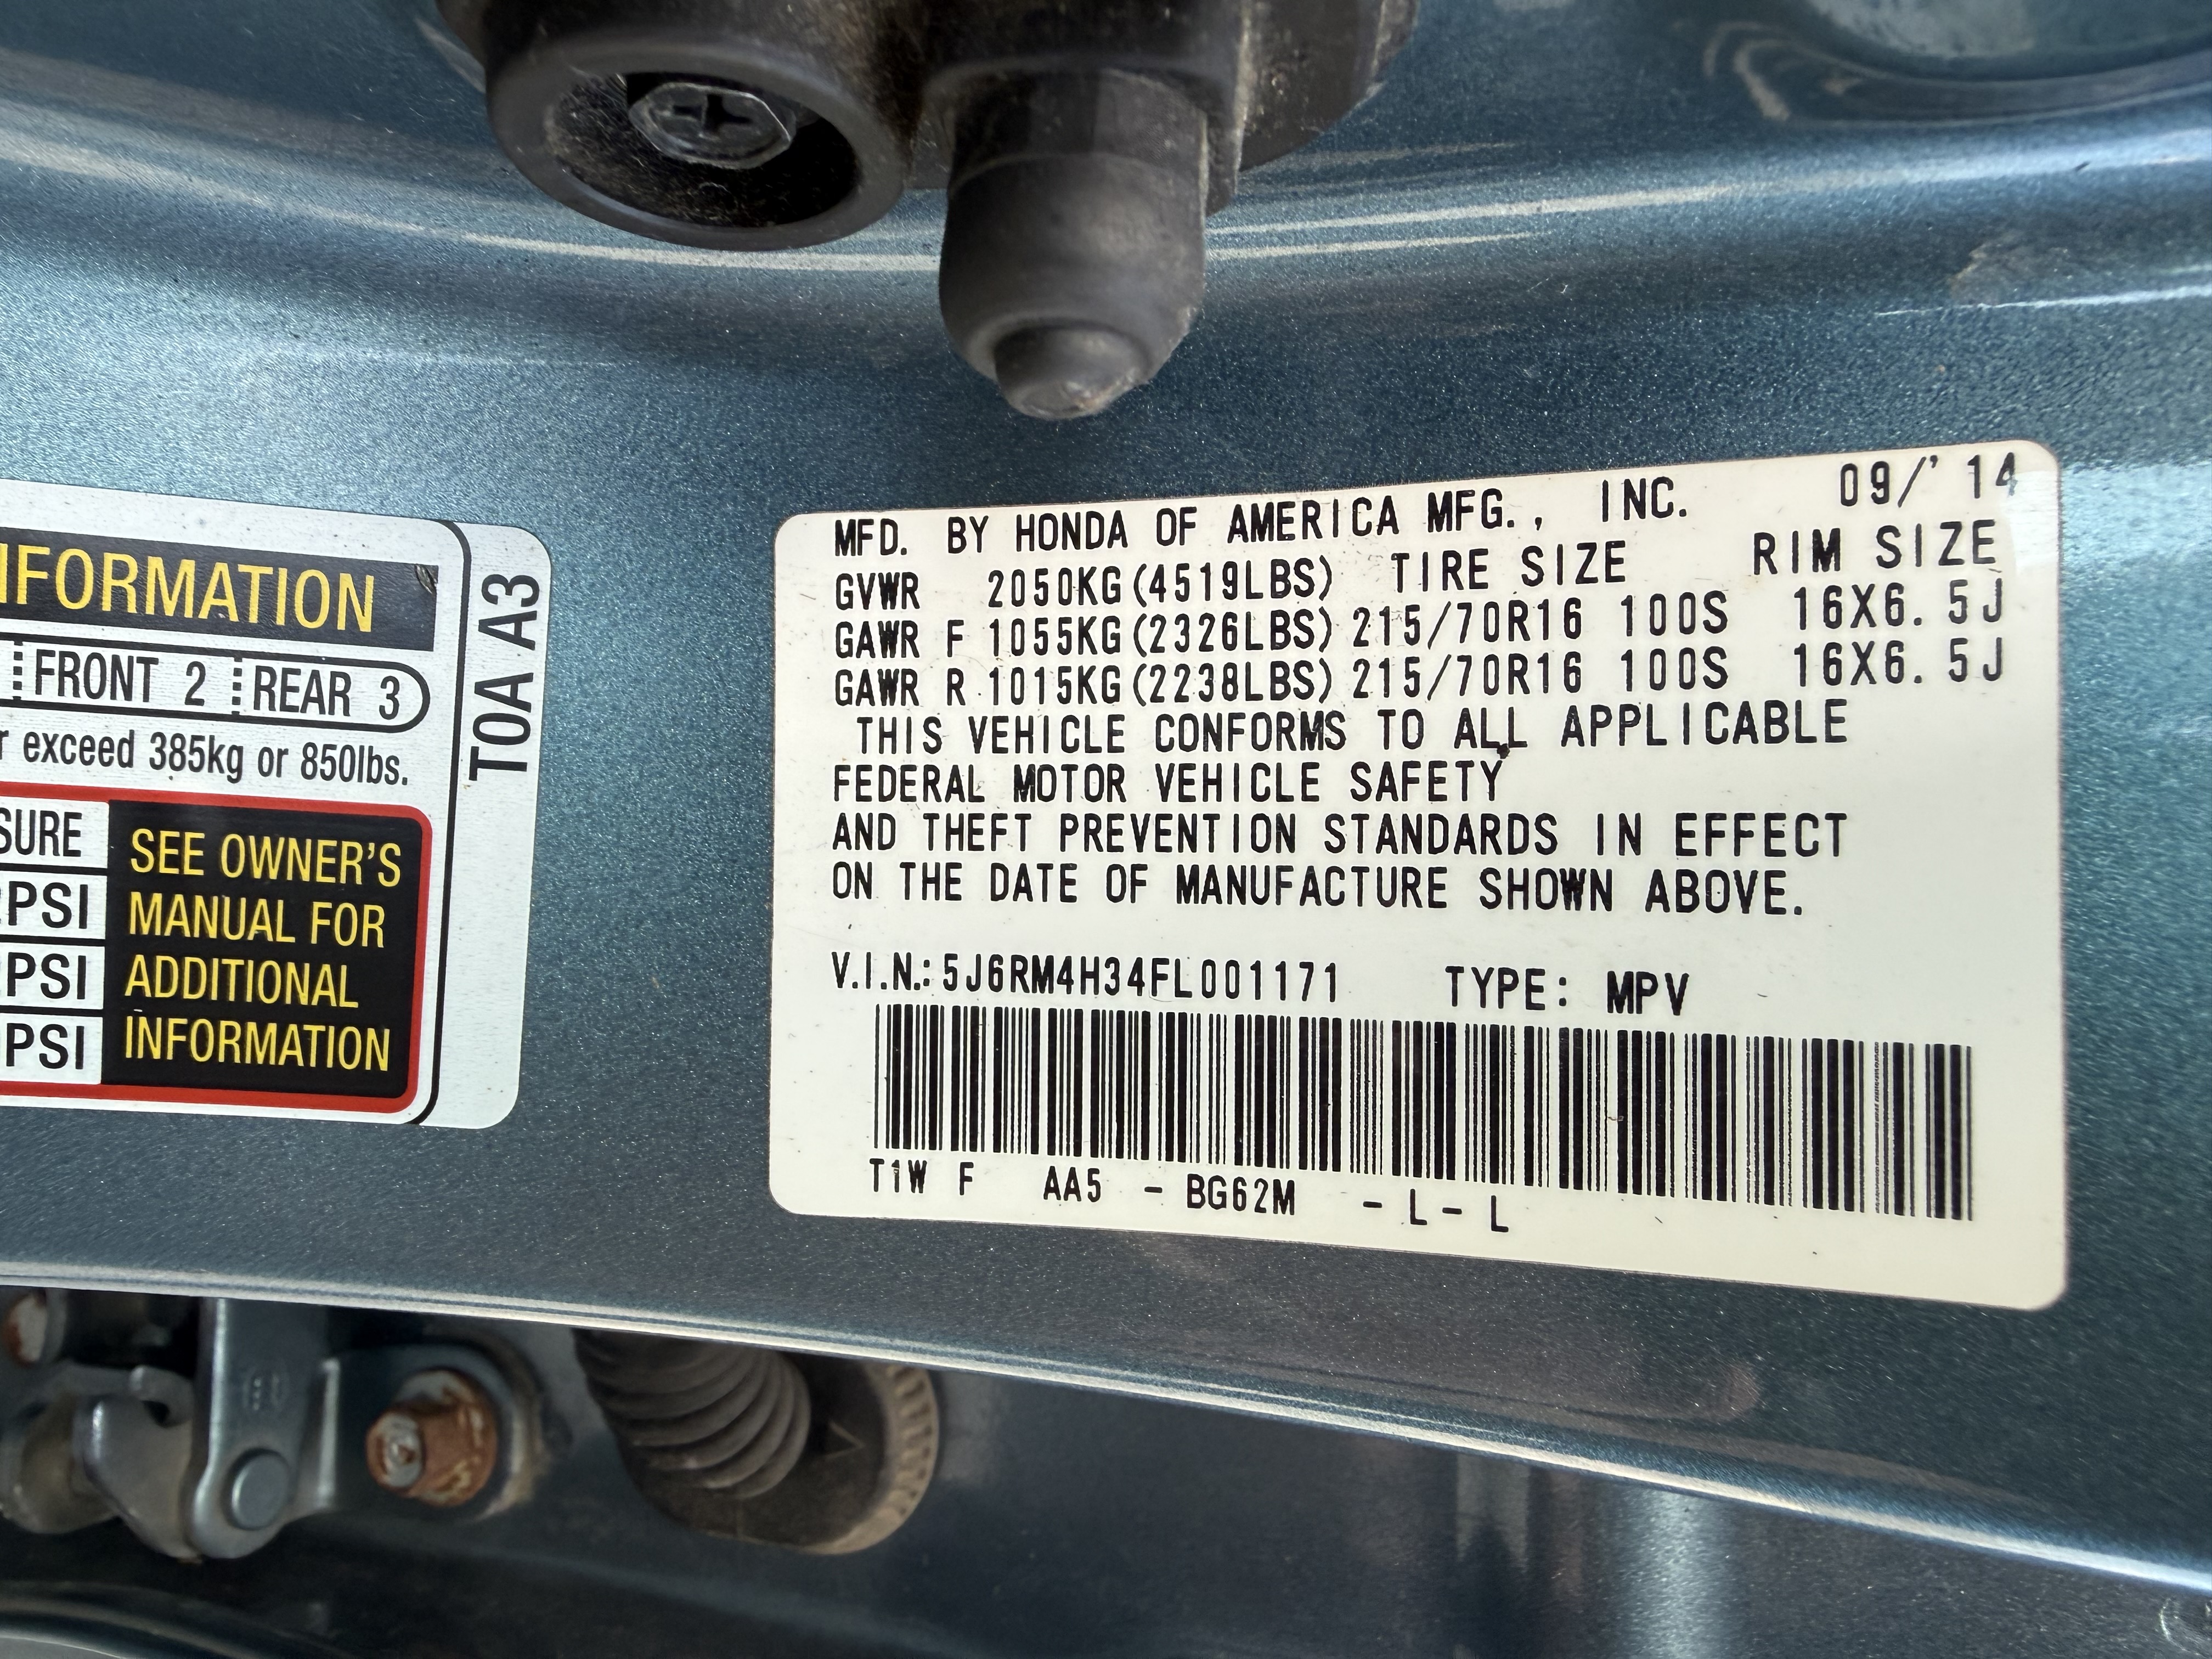 INFORMATION
FRONT 2 REAR 3
exceed 385kg or 850lbs.
PSI
PSI
PSI
SEE OWNER'S
MANUAL FOR
ADDITIONAL
INFORMATION
T0A A3
MFD. BY HONDA OF AMERICA MFG., INC. 09/'14
GVWR 2050KG(4519LBS) TIRE SIZE RIM SIZE
GAWR F 1055KG(2326LBS) 215/70R16 100S 16X6.5J
GAWR R 1015KG(2238LBS) 215/70R16 100S 16X6.5J
THIS VEHICLE CONFORMS TO ALL APPLICABLE
FEDERAL MOTOR VEHICLE SAFETY
AND THEFT PREVENTION STANDARDS IN EFFECT
ON THE DATE OF MANUFACTURE SHOWN ABOVE.
V.I.N.: 5J6RM4H34FL001171 TYPE: MPV
T1W F AA5 - BG62M - L - L